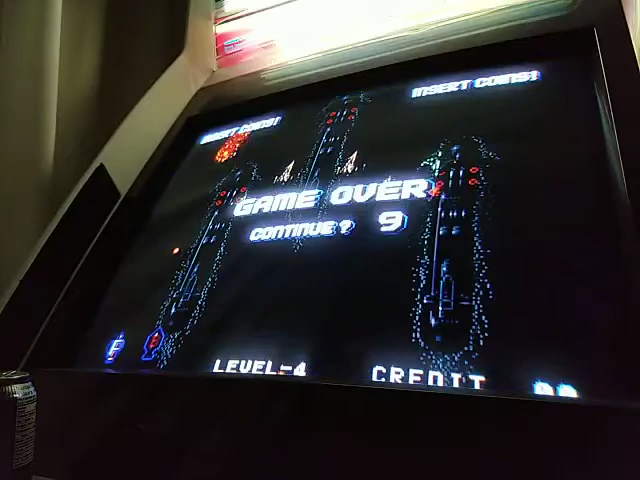 INSERT COINS!
INSERT COINS!
GAME OVER
CONTINUE? 9
F B
LEVEL-4 CREDIT